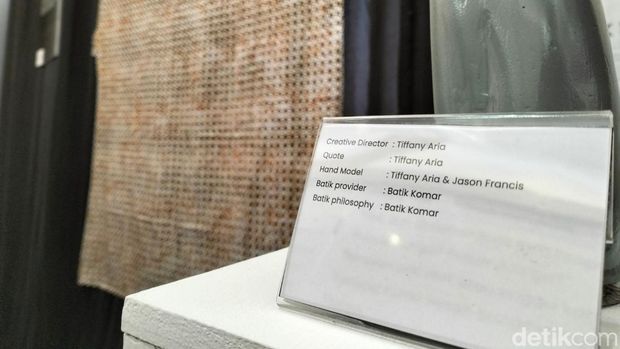 Creative Director : Tiffany Aria
Quote : Tiffany Aria
Hand Model : Tiffany Aria & Jason Francis
Batik provider : Batik Komar
Batik philosophy : Batik Komar
detikcom